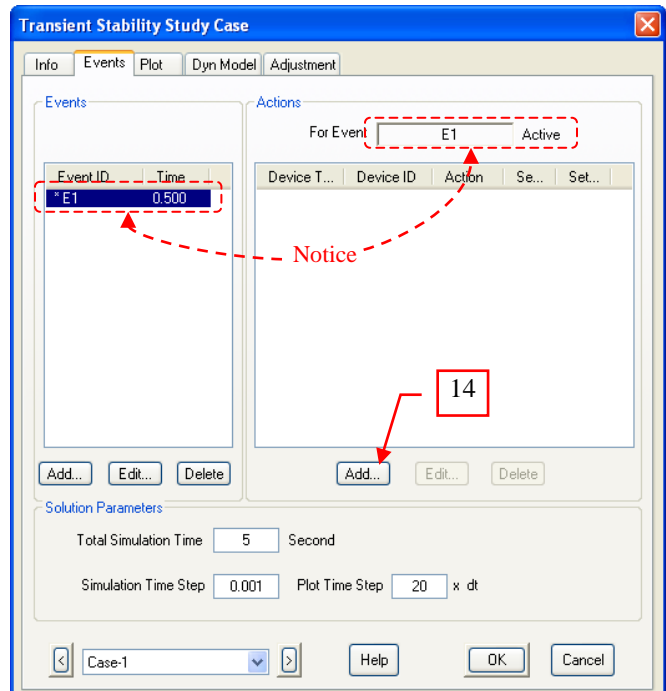 Transient Stability Study Case
Info Events Plot Dyn Model Adjustment
Events
Actions
For Event E1 Active
Event ID Time
* E1 0.500
Device T... Device ID Action Se... Set...
Notice
14
Add... Edit... Delete
Add... Edit... Delete
Solution Parameters
Total Simulation Time 5 Second
Simulation Time Step 0.001 Plot Time Step 20 x dt
< Case-1 > Help OK Cancel